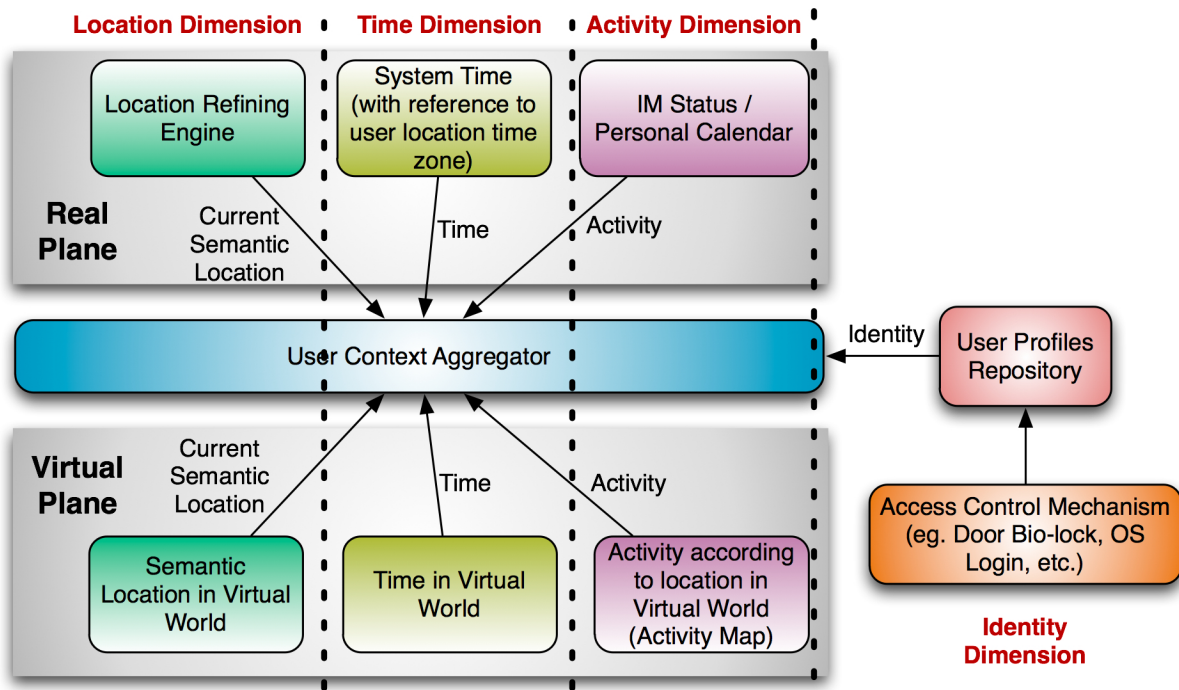 Location Dimension
Time Dimension
Activity Dimension
Location Refining
Engine
System Time
(with reference to
user location time
zone)
IM Status /
Personal Calendar
Real
Plane
Current
Semantic
Location
Time
Activity
User Context Aggregator
Identity
User Profiles
Repository
Virtual
Plane
Current
Semantic
Location
Time
Activity
Access Control Mechanism
(eg. Door Bio-lock, OS
Login, etc.)
Semantic
Location in Virtual
World
Time in Virtual
World
Activity according
to location in
Virtual World
(Activity Map)
Identity
Dimension